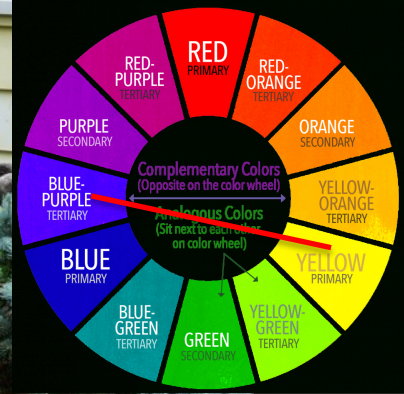 RED
PRIMARY
RED-
ORANGE
TERTIARY
ORANGE
SECONDARY
YELLOW-
ORANGE
TERTIARY
YELLOW
PRIMARY
YELLOW-
GREEN
TERTIARY
GREEN
SECONDARY
BLUE-
GREEN
TERTIARY
BLUE
PRIMARY
BLUE-
PURPLE
TERTIARY
PURPLE
SECONDARY
RED-
PURPLE
TERTIARY
Complementary Colors
(Opposite on the color wheel)
Analogous Colors
(Sit next to each other
on color wheel)